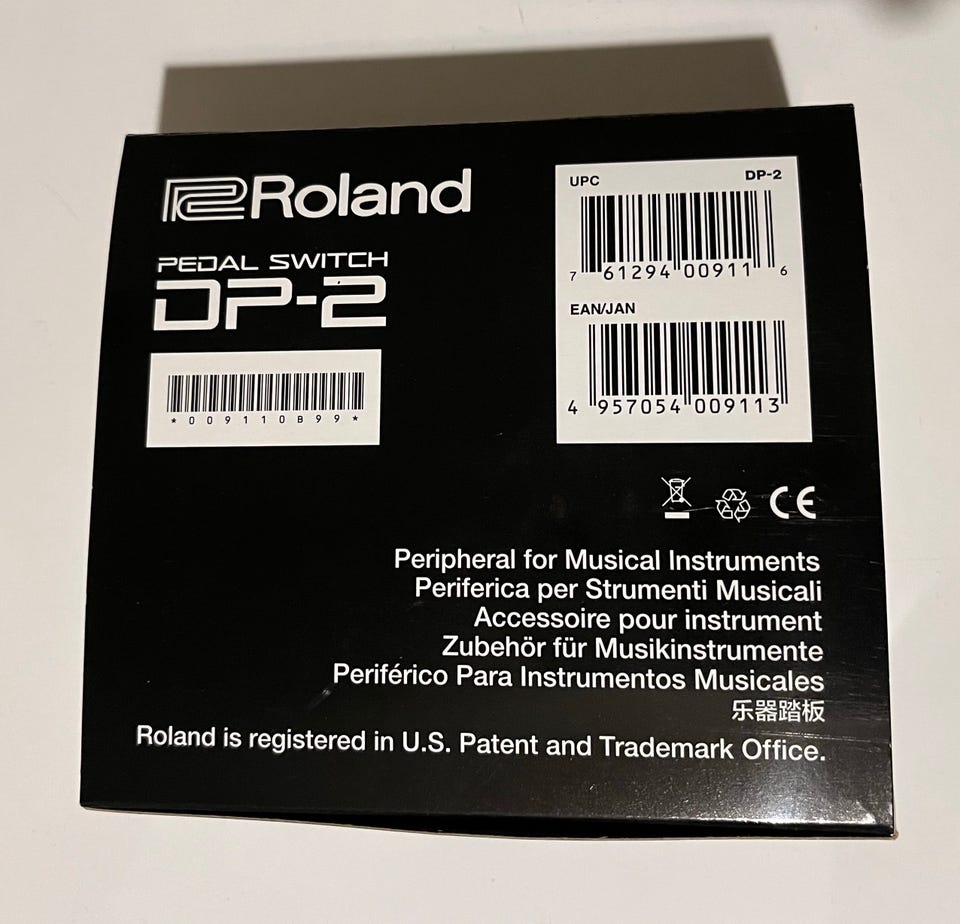 Roland
PEDAL SWITCH
DP-2
*009110B99*
UPC DP-2
7 61294 00911 6
EAN/JAN
4 957054 009113
CE
Peripheral for Musical Instruments
Periferica per Strumenti Musicali
Accessoire pour instrument
Zubehör für Musikinstrumente
Periférico Para Instrumentos Musicales
乐器踏板
Roland is registered in U.S. Patent and Trademark Office.